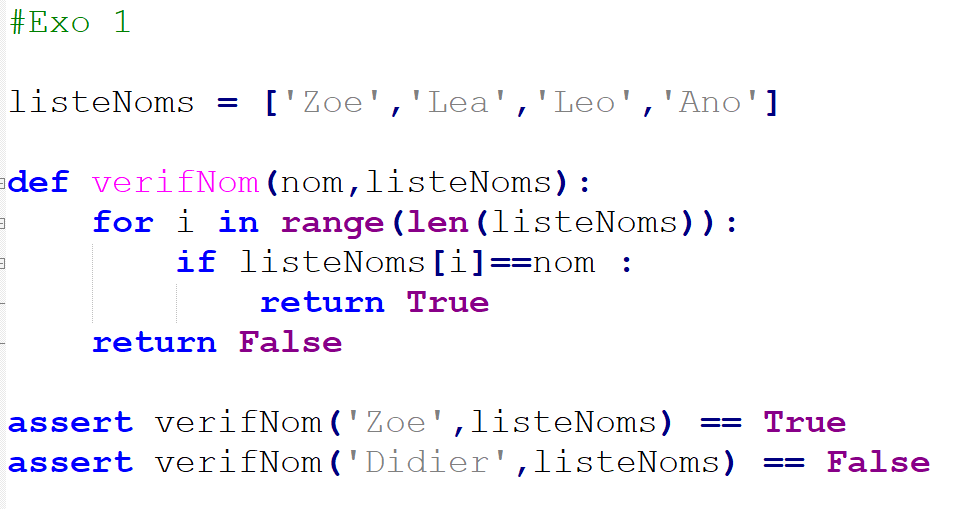 #Exo 1
listeNoms = ['Zoe','Lea','Leo','Ano']
def verifNom(nom,listeNoms):
    for i in range(len(listeNoms)):
        if listeNoms[i]==nom :
            return True
    return False
assert verifNom('Zoe',listeNoms) == True
assert verifNom('Didier',listeNoms) == False